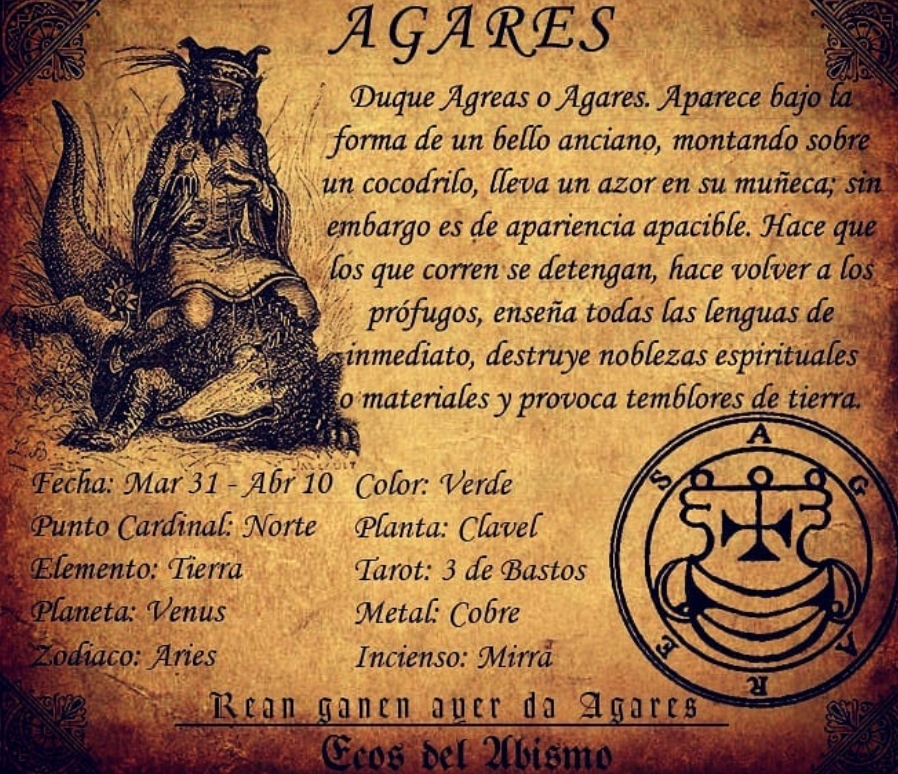 AGARES
Duque Agreas o Agares. Aparece bajo la
forma de un bello anciano, montando sobre
un cocodrilo, lleva un azor en su muñeca; sin
embargo es de apariencia apacible. Hace que
los que corren se detengan, hace volver a los
prófugos, enseña todas las lenguas de
inmediato, destruye noblezas espirituales
o materiales y provoca temblores de tierra.
Fecha: Mar 31 - Abr 10
Punto Cardinal: Norte
Elemento: Tierra
Planeta: Venus
Zodiaco: Aries
Color: Verde
Planta: Clavel
Tarot: 3 de Bastos
Metal: Cobre
Incienso: Mirra
A G A R E S
Rean ganen ayer da Agares
Ecos del Abismo